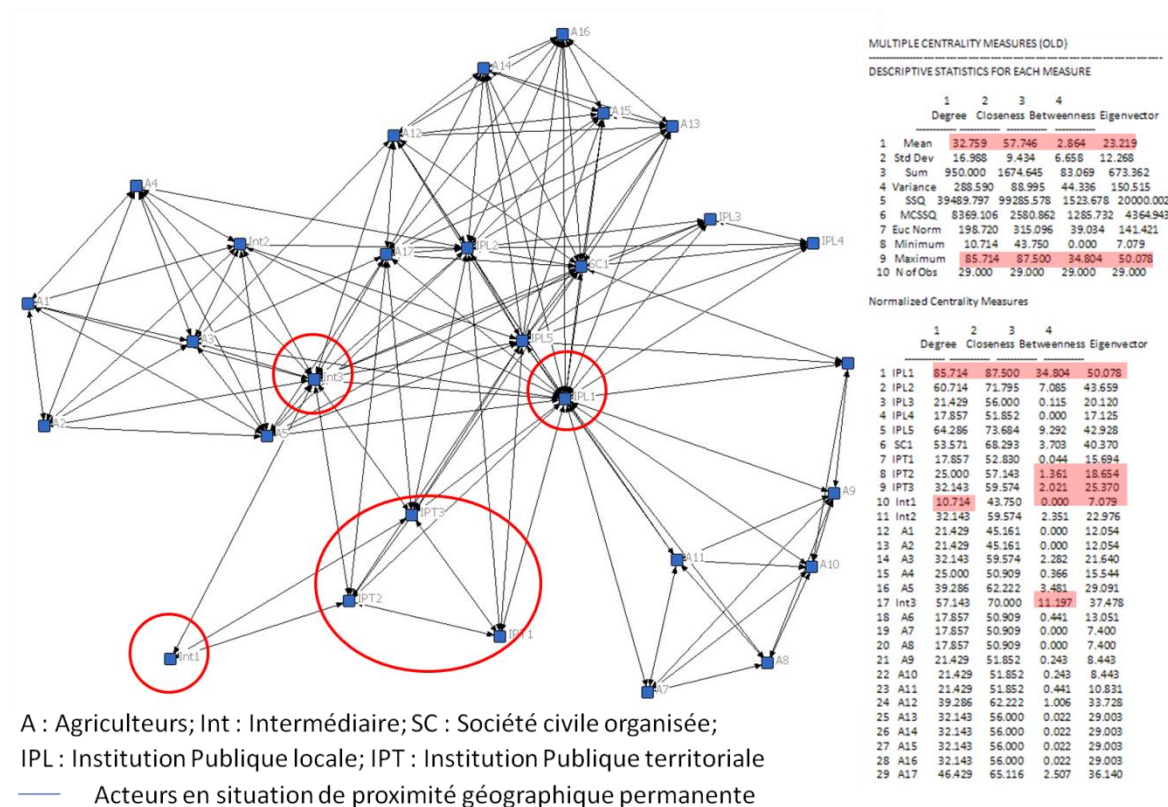 A16
A14
A15
A13
A12
A4
IPL3
Int2
IPL2
IPL4
A17
SC1
A1
A3
IPL5
Int3
IPL1
A2
A5
A9
IPT3
A11
A10
IPT2
IPT1
Int1
A8
A7
A : Agriculteurs; Int : Intermédiaire; SC : Société civile organisée;
IPL : Institution Publique locale; IPT : Institution Publique territoriale
Acteurs en situation de proximité géographique permanente
MULTIPLE CENTRALITY MEASURES (OLD)
DESCRIPTIVE STATISTICS FOR EACH MEASURE
1 2 3 4
Degree Closeness Betweenness Eigenvector
1 Mean 32.759 57.746 2.864 23.219
2 Std Dev 16.988 9.434 6.658 12.268
3 Sum 950.000 1674.645 83.069 673.362
4 Variance 288.590 88.995 44.336 150.515
5 SSQ 39489.797 99285.578 1523.678 20000.002
6 MCSSQ 8369.106 2580.862 1285.732 4364.943
7 Euc Norm 198.720 315.096 39.034 141.421
8 Minimum 10.714 43.750 0.000 7.079
9 Maximum 85.714 87.500 34.804 50.078
10 N of Obs 29.000 29.000 29.000 29.000
Normalized Centrality Measures
1 2 3 4
Degree Closeness Betweenness Eigenvector
1 IPL1 85.714 87.500 34.804 50.078
2 IPL2 60.714 71.795 7.085 43.659
3 IPL3 21.429 56.000 0.115 20.120
4 IPL4 17.857 51.852 0.000 17.125
5 IPL5 64.286 73.684 9.292 42.928
6 SC1 53.571 68.293 3.703 40.370
7 IPT1 17.857 52.830 0.044 15.694
8 IPT2 25.000 57.143 1.361 18.654
9 IPT3 32.143 59.574 2.021 25.370
10 Int1 10.714 43.750 0.000 7.079
11 Int2 32.143 59.574 2.351 22.976
12 A1 21.429 45.161 0.000 12.054
13 A2 21.429 45.161 0.000 12.054
14 A3 32.143 59.574 2.282 21.640
15 A4 25.000 50.909 0.366 15.544
16 A5 39.286 62.222 3.481 29.091
17 Int3 57.143 70.000 11.197 37.478
18 A6 17.857 50.909 0.441 13.051
19 A7 17.857 50.909 0.000 7.400
20 A8 17.857 50.909 0.000 7.400
21 A9 21.429 51.852 0.243 8.443
22 A10 21.429 51.852 0.243 8.443
23 A11 21.429 51.852 0.441 10.831
24 A12 39.286 62.222 1.006 33.728
25 A13 32.143 56.000 0.022 29.003
26 A14 32.143 56.000 0.022 29.003
27 A15 32.143 56.000 0.022 29.003
28 A16 32.143 56.000 0.022 29.003
29 A17 46.429 65.116 2.507 36.140